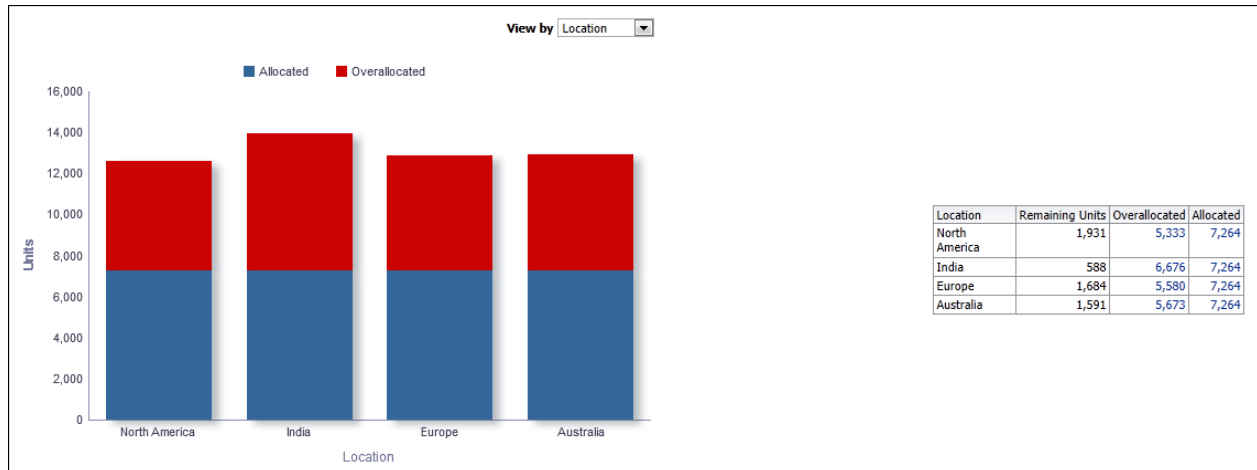 View by Location
Allocated Overallocated
16,000
14,000
12,000
10,000
8,000
6,000
4,000
2,000
0
Units
North America India Europe Australia
Location
Location Remaining Units Overallocated Allocated
North America 1,931 5,333 7,264
India 588 6,676 7,264
Europe 1,684 5,580 7,264
Australia 1,591 5,673 7,264